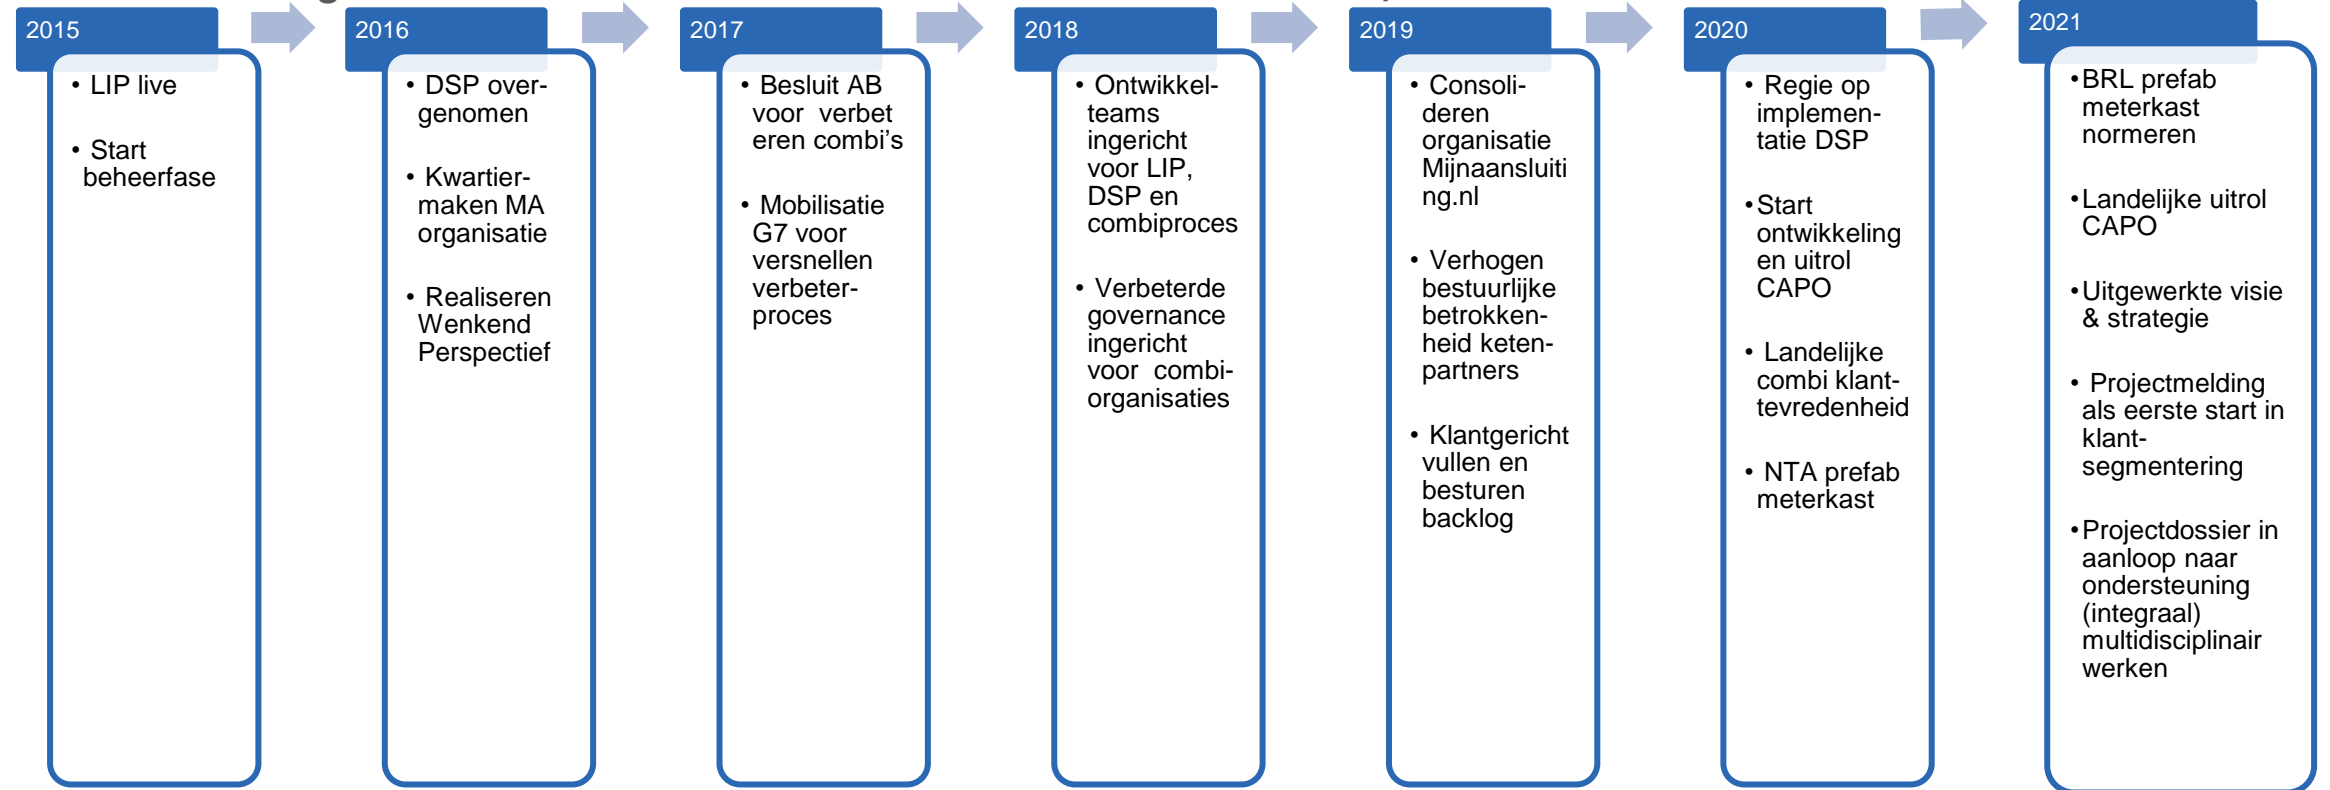 2015
• LIP live
• Start
beheerfase
2016
• DSP over-
genomen
• Kwartier-
maken MA
organisatie
• Realiseren
Wenkend
Perspectief
2017
• Besluit AB
voor verbet
eren combi’s
• Mobilisatie
G7 voor
versnellen
verbeter-
proces
2018
• Ontwikkel-
teams
ingericht
voor LIP,
DSP en
combiproces
• Verbeterde
governance
ingericht
voor combi-
organisaties
2019
• Consoli-
deren
organisatie
Mijnaansluiti
ng.nl
• Verhogen
bestuurlijke
betrokken-
heid keten-
partners
• Klantgericht
vullen en
besturen
backlog
2020
• Regie op
implemen-
tatie DSP
•Start
ontwikkeling
en uitrol
CAPO
• Landelijke
combi klant-
tevredenheid
• NTA prefab
meterkast
2021
•BRL prefab
meterkast
normeren
•Landelijke uitrol
CAPO
•Uitgewerkte visie
& strategie
• Projectmelding
als eerste start in
klant-
segmentering
•Projectdossier in
aanloop naar
ondersteuning
(integraal)
multidisciplinair
werken